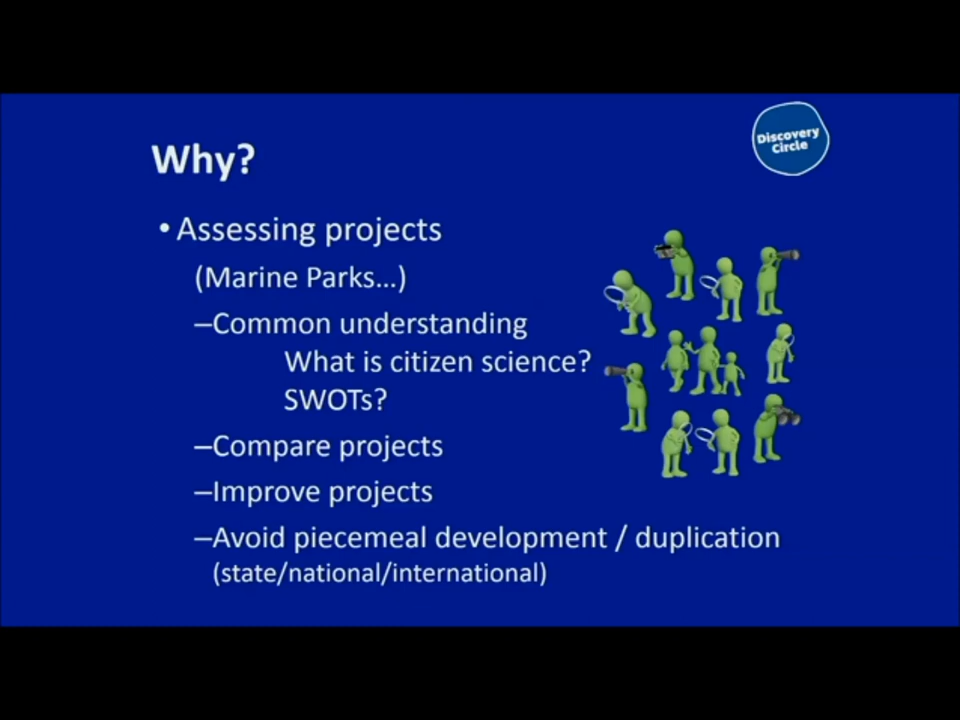 Discovery
Circle
Why?
• Assessing projects
(Marine Parks...)
–Common understanding
What is citizen science?
SWOTs?
–Compare projects
–Improve projects
–Avoid piecemeal development / duplication
(state/national/international)